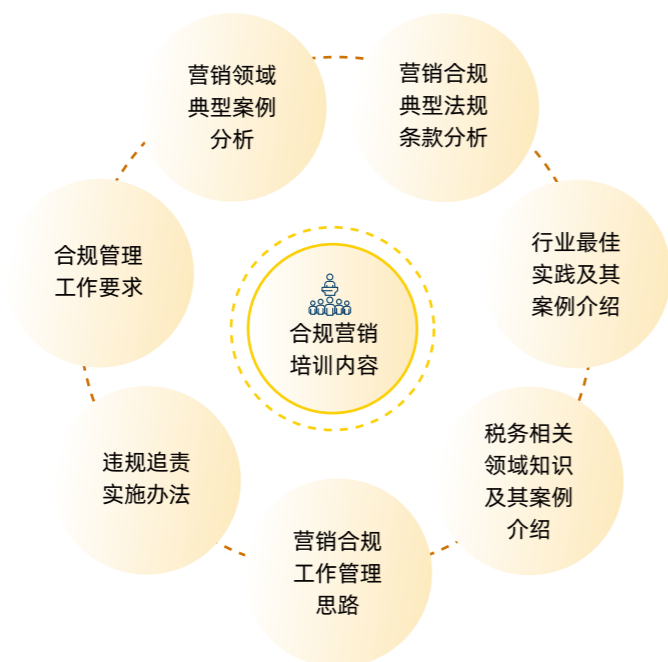 营销领域
典型案例
分析
营销合规
典型法规
条款分析
行业最佳
实践及其
案例介绍
合规管理
工作要求
合规营销
培训内容
税务相关
领域知识
及其案例
介绍
违规追责
实施办法
营销合规
工作管理
思路